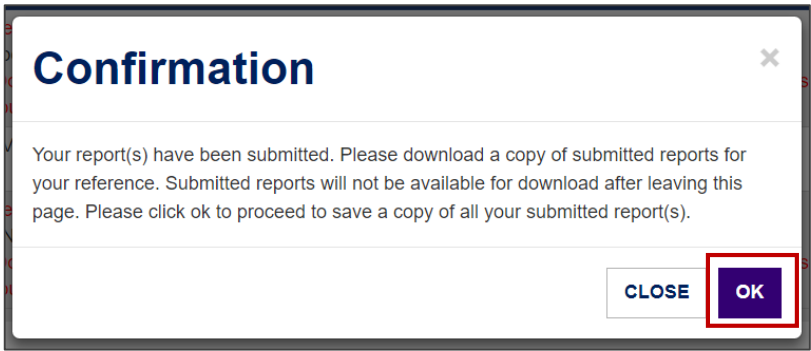 Confirmation
×
Your report(s) have been submitted. Please download a copy of submitted reports for
your reference. Submitted reports will not be available for download after leaving this
page. Please click ok to proceed to save a copy of all your submitted report(s).
CLOSE OK